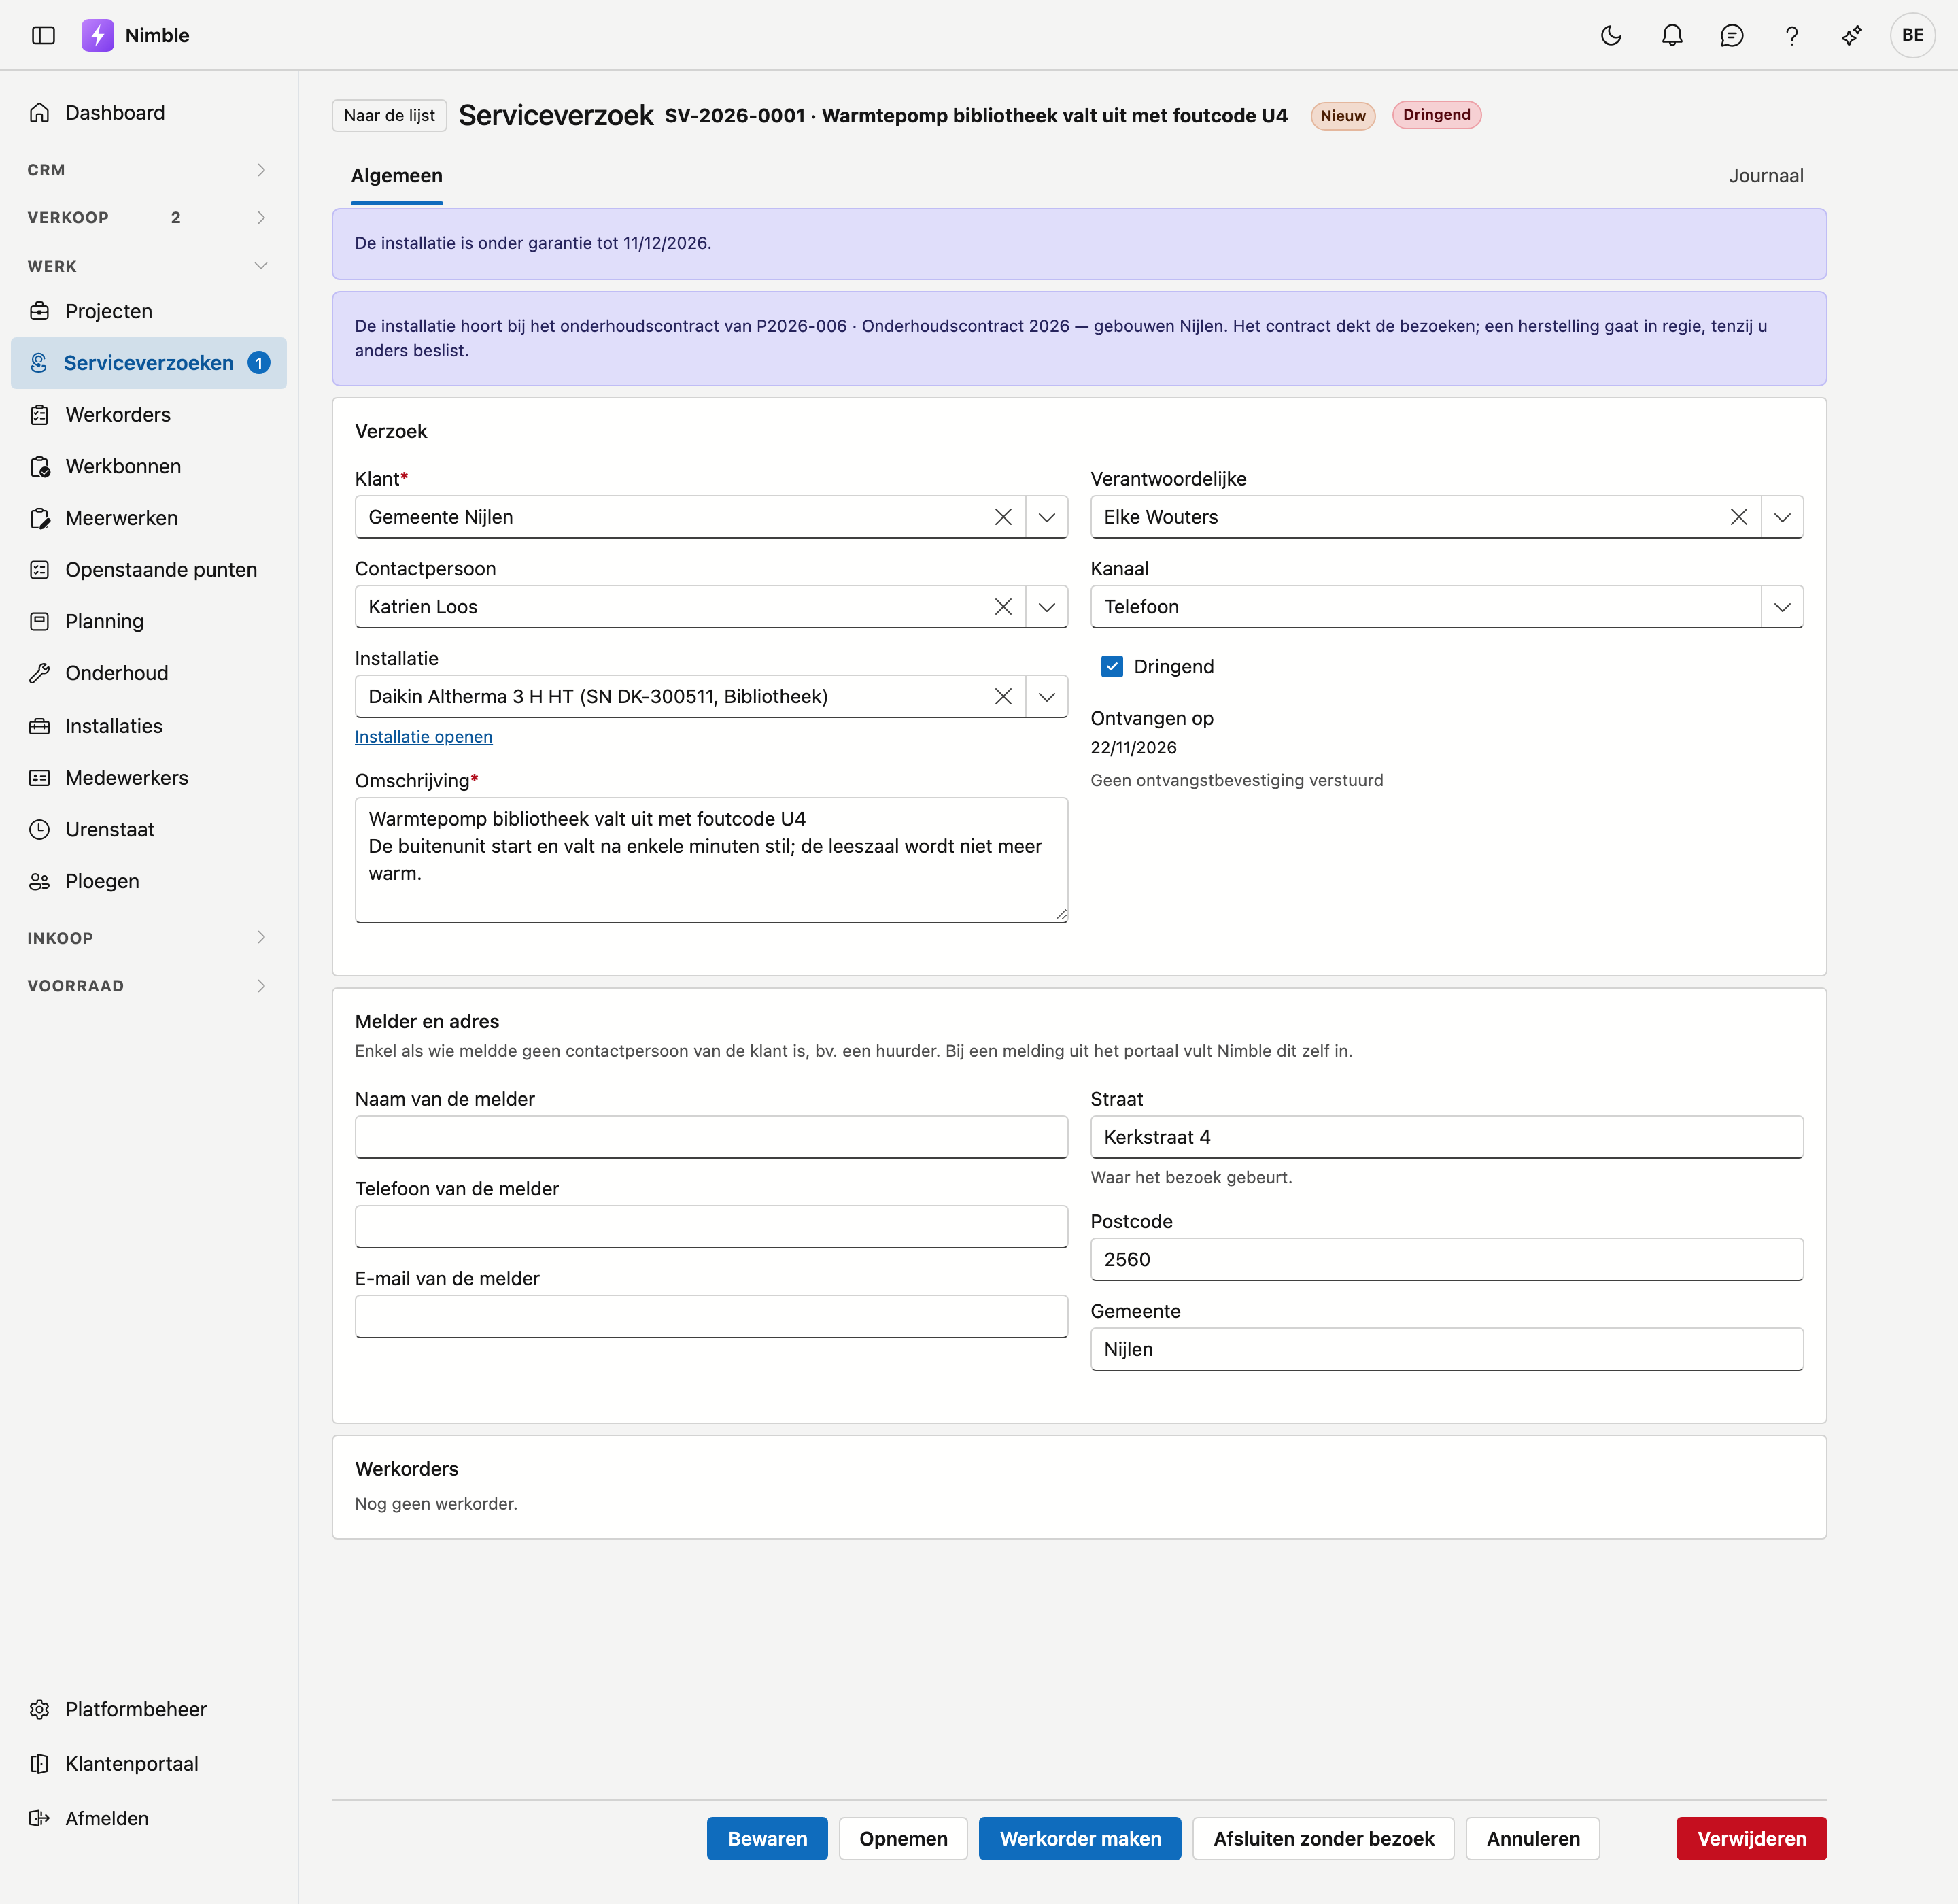 Nimble
BE
Dashboard
CRM
VERKOOP 2
WERK
Projecten
Serviceverzoeken 1
Werkorders
Werkbonnen
Meerwerken
Openstaande punten
Planning
Onderhoud
Installaties
Medewerkers
Urenstaat
Ploegen
INKOOP
VOORRAAD
Platformbeheer
Klantenportaal
Afmelden
Naar de lijst Serviceverzoek SV-2026-0001 · Warmtepomp bibliotheek valt uit met foutcode U4 Nieuw Dringend
Algemeen Journaal
De installatie is onder garantie tot 11/12/2026.
De installatie hoort bij het onderhoudscontract van P2026-006 · Onderhoudscontract 2026 — gebouwen Nijlen. Het contract dekt de bezoeken; een herstelling gaat in regie, tenzij u
anders beslist.
Verzoek
Klant*
Gemeente Nijlen
Contactpersoon
Katrien Loos
Installatie
Daikin Altherma 3 H HT (SN DK-300511, Bibliotheek)
Installatie openen
Omschrijving*
Warmtepomp bibliotheek valt uit met foutcode U4
De buitenunit start en valt na enkele minuten stil; de leeszaal wordt niet meer
warm.
Verantwoordelijke
Elke Wouters
Kanaal
Telefoon
Dringend
Ontvangen op
22/11/2026
Geen ontvangstbevestiging verstuurd
Melder en adres
Enkel als wie meldde geen contactpersoon van de klant is, bv. een huurder. Bij een melding uit het portaal vult Nimble dit zelf in.
Naam van de melder
Telefoon van de melder
E-mail van de melder
Straat
Kerkstraat 4
Waar het bezoek gebeurt.
Postcode
2560
Gemeente
Nijlen
Werkorders
Nog geen werkorder.
Bewaren Opnemen Werkorder maken Afsluiten zonder bezoek Annuleren Verwijderen